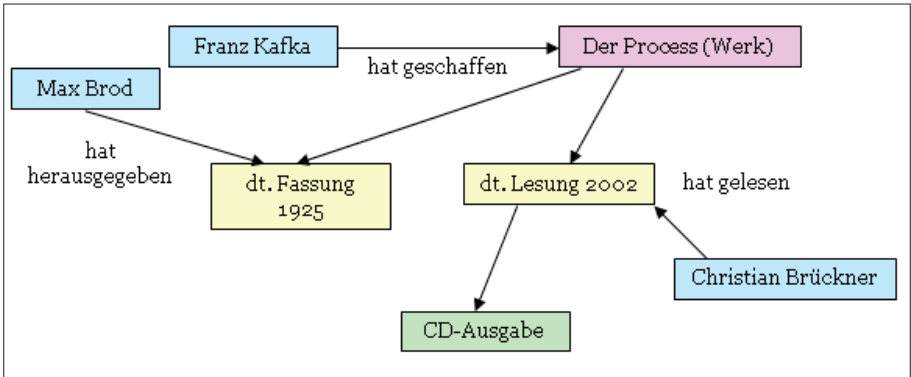 Franz Kafka
Der Process (Werk)
hat geschaffen
Max Brod
hat
herausgegeben
dt. Fassung
1925
dt. Lesung 2002
hat gelesen
Christian Brückner
CD-Ausgabe